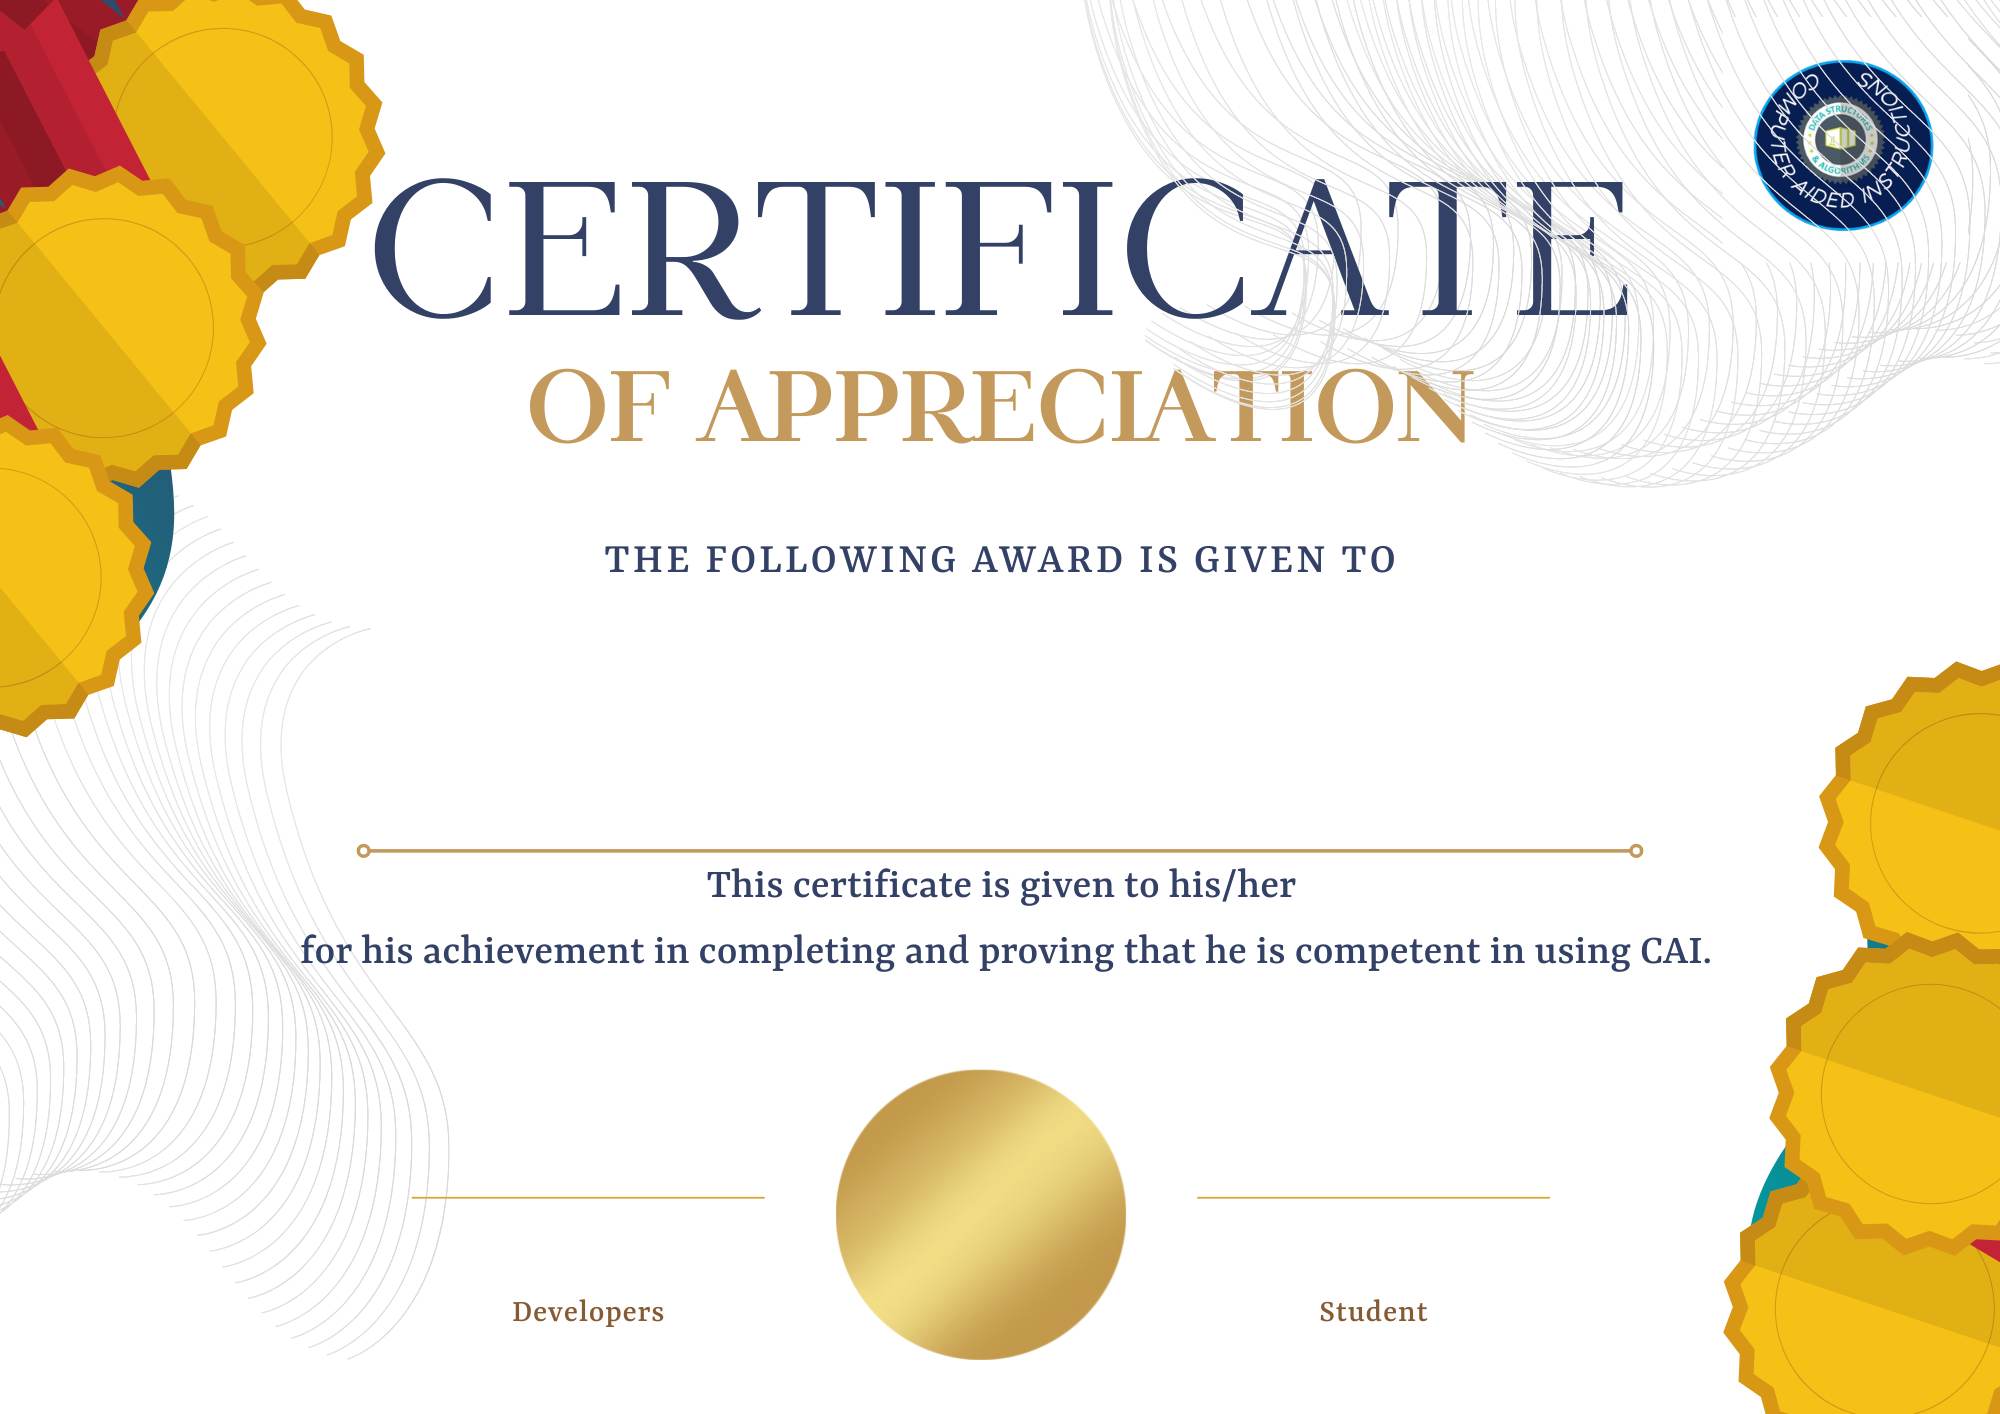 COMPUTER AIDED INSTRUCTIONS
DATA STRUCTURES
& ALGORITHMS
CERTIFICATE
OF APPRECIATION
THE FOLLOWING AWARD IS GIVEN TO
This certificate is given to his/her
for his achievement in completing and proving that he is competent in using CAI.
Developers
Student